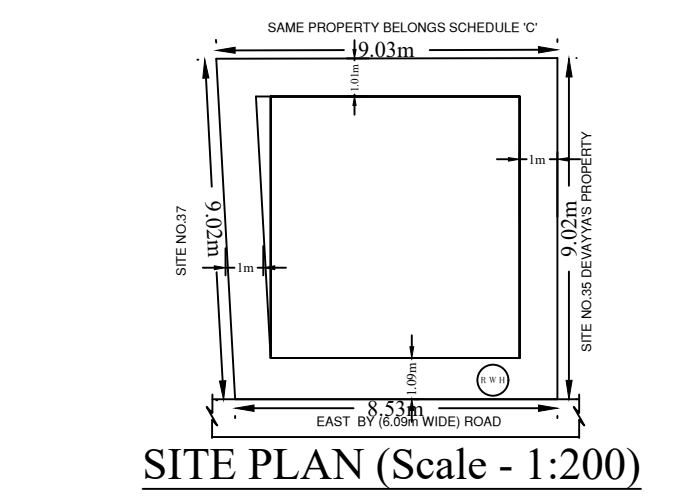 SAME PROPERTY BELONGS SCHEDULE 'C'
9.03m
1.01m
1m
SITE NO.37
9.02m
9.02m
SITE NO.35 DEVAYYA'S PROPERTY
1m
1.09m
R W H
8.53m
EAST BY (6.09m WIDE) ROAD
SITE PLAN (Scale - 1:200)